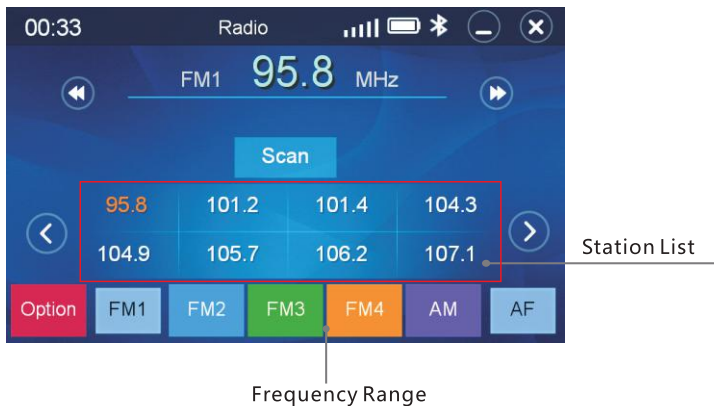 00:33 Radio
FM1 95.8 MHz
Scan
95.8 101.2 101.4 104.3
104.9 105.7 106.2 107.1
Station List
Option FM1 FM2 FM3 FM4 AM AF
Frequency Range